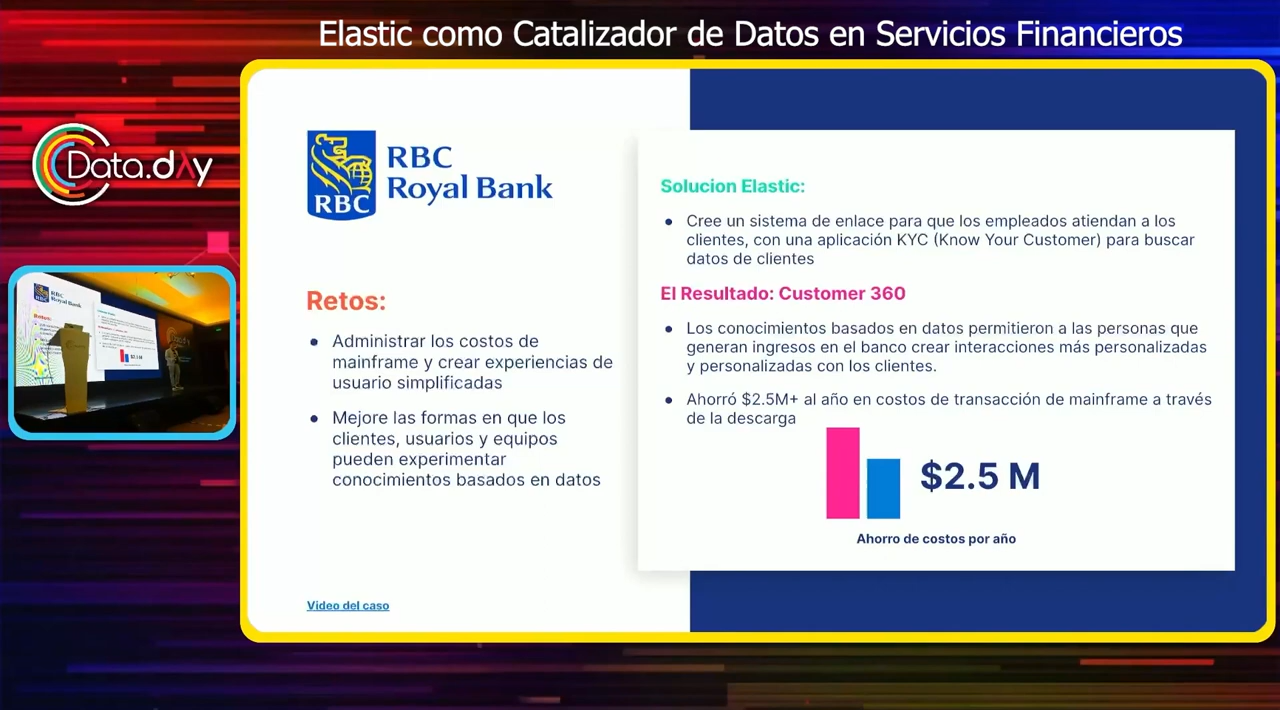 Elastic como Catalizador de Datos en Servicios Financieros
Data.dλy
RBC
RBC
Royal Bank
Retos:
● Administrar los costos de
mainframe y crear experiencias de
usuario simplificadas
● Mejore las formas en que los
clientes, usuarios y equipos
pueden experimentar
conocimientos basados en datos
Video del caso
Solucion Elastic:
● Cree un sistema de enlace para que los empleados atiendan a los
clientes, con una aplicación KYC (Know Your Customer) para buscar
datos de clientes
El Resultado: Customer 360
● Los conocimientos basados en datos permitieron a las personas que
generan ingresos en el banco crear interacciones más personalizadas
y personalizadas con los clientes.
● Ahorró $2.5M+ al año en costos de transacción de mainframe a través
de la descarga
$2.5 M
Ahorro de costos por año
RBC
Royal Bank